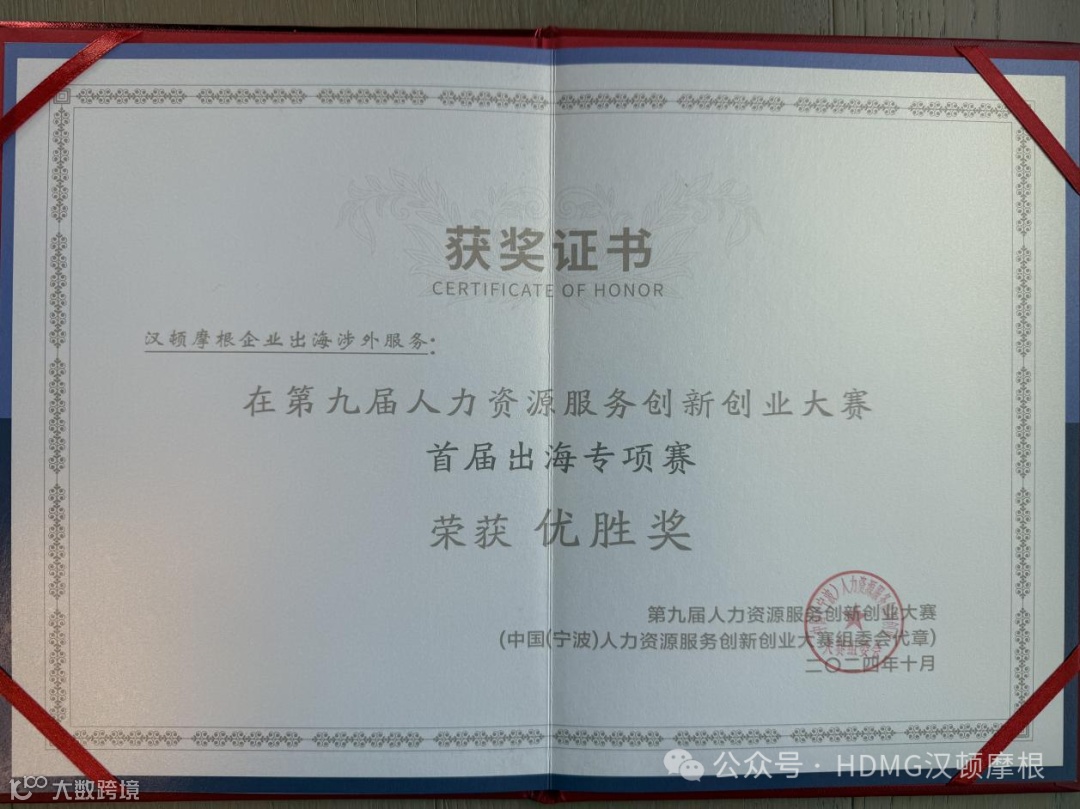 获奖证书
CERTIFICATE OF HONOR
汉顿摩根企业出海涉外服务:
在第九届人力资源服务创新创业大赛
首届出海专项赛
荣获 优胜奖
第九届人力资源服务创新创业大赛
(中国(宁波)人力资源服务创新创业大赛组委会代章)
二〇二四年十月
公众号 · HDMG汉顿摩根
大数跨境